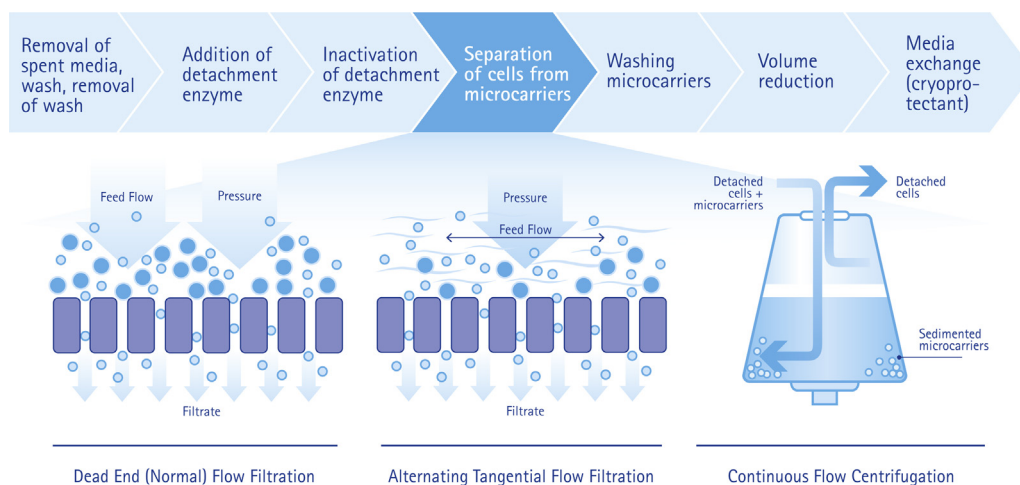 Removal of
spent media,
wash, removal
of wash
Addition of
detachment
enzyme
Inactivation
of detachment
enzyme
Separation
of cells from
microcarriers
Washing
microcarriers
Volume
reduction
Media
exchange
(cryopro-
tectant)
Feed Flow
Pressure
Filtrate
Dead End (Normal) Flow Filtration
Pressure
Feed Flow
Filtrate
Alternating Tangential Flow Filtration
Detached
cells +
microcarriers
Detached
cells
Sedimented
microcarriers
Continuous Flow Centrifugation